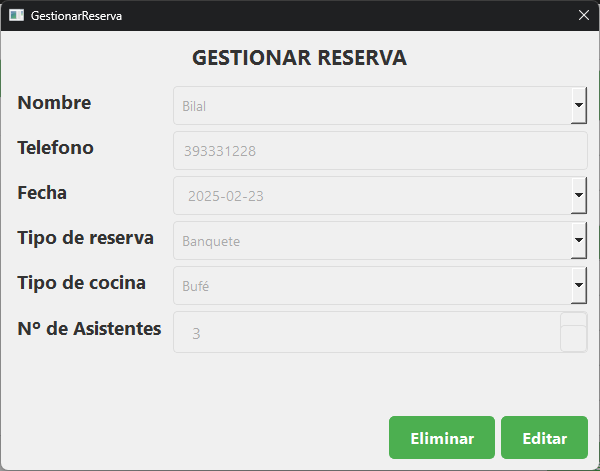 GestionarReserva
GESTIONAR RESERVA
Nombre Bilal
Telefono 393331228
Fecha 2025-02-23
Tipo de reserva Banquete
Tipo de cocina Bufé
Nº de Asistentes 3
Eliminar Editar